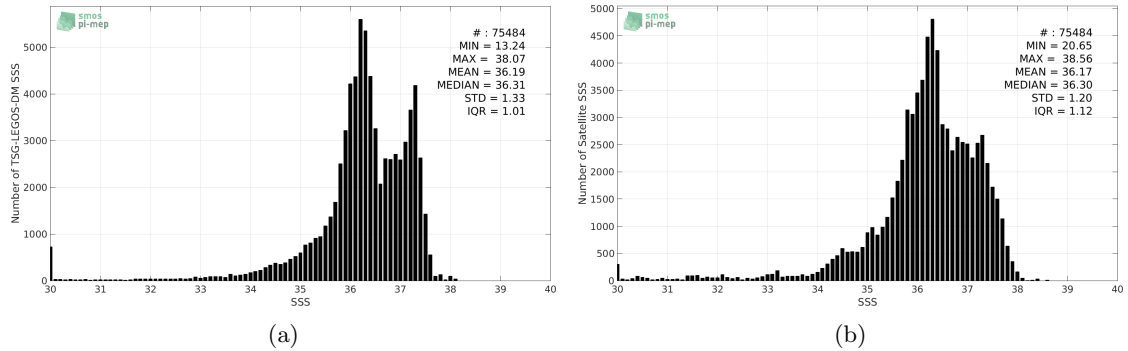 smos
pi-mep
# : 75484
MIN = 13.24
MAX = 38.07
MEAN = 36.19
MEDIAN = 36.31
STD = 1.33
IQR = 1.01
Number of TSG-LEGOS-DM SSS
5000
4000
3000
2000
1000
0
30 31 32 33 34 35 36 37 38 39 40
SSS
(a)
smos
pi-mep
# : 75484
MIN = 20.65
MAX = 38.56
MEAN = 36.17
MEDIAN = 36.30
STD = 1.20
IQR = 1.12
Number of Satellite SSS
5000
4500
4000
3500
3000
2500
2000
1500
1000
500
0
30 31 32 33 34 35 36 37 38 39 40
SSS
(b)